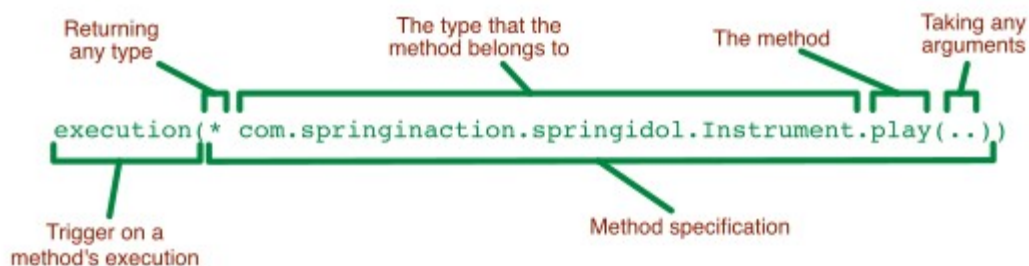 Returning
any type
The type that the
method belongs to
The method
Taking any
arguments
execution(* com.springinaction.springidol.Instrument.play(..))
Trigger on a
method's execution
Method specification